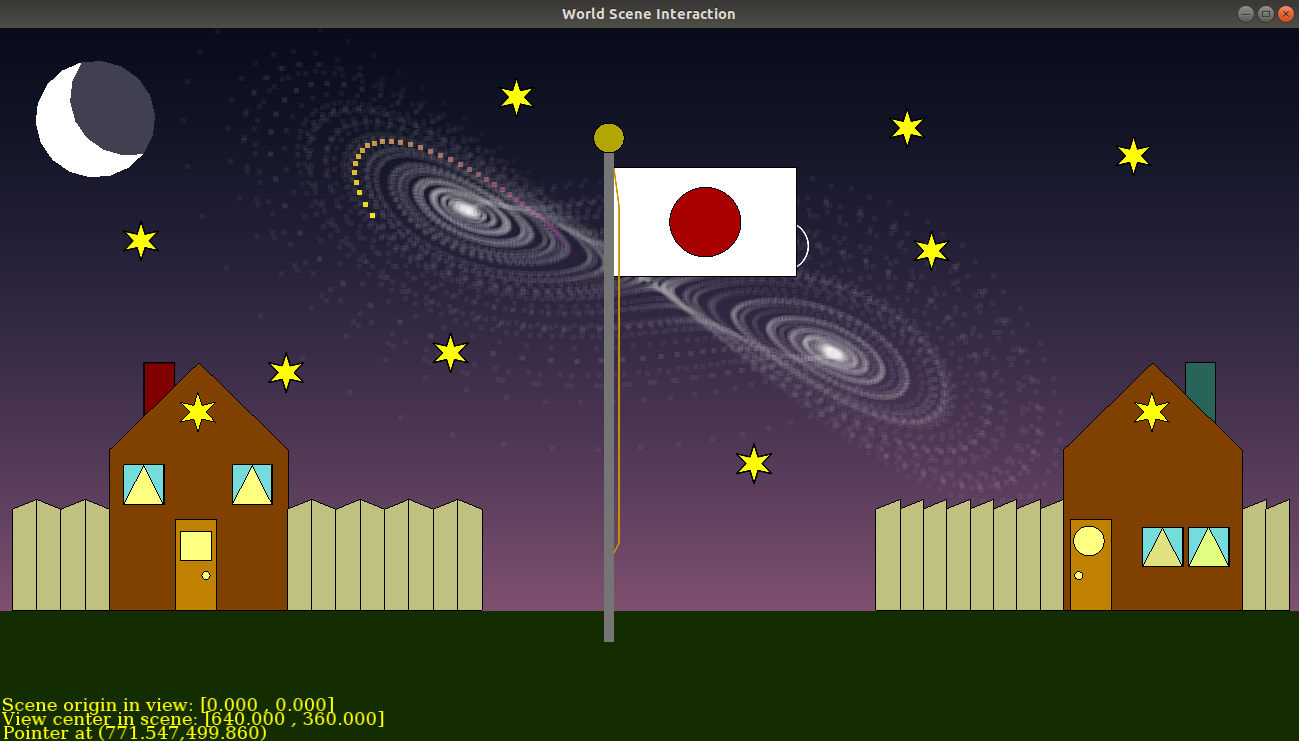 World Scene Interaction
Scene origin in view: [0.000 , 0.000]
View center in scene: [640.000 , 360.000]
Pointer at (771.547,499.860)